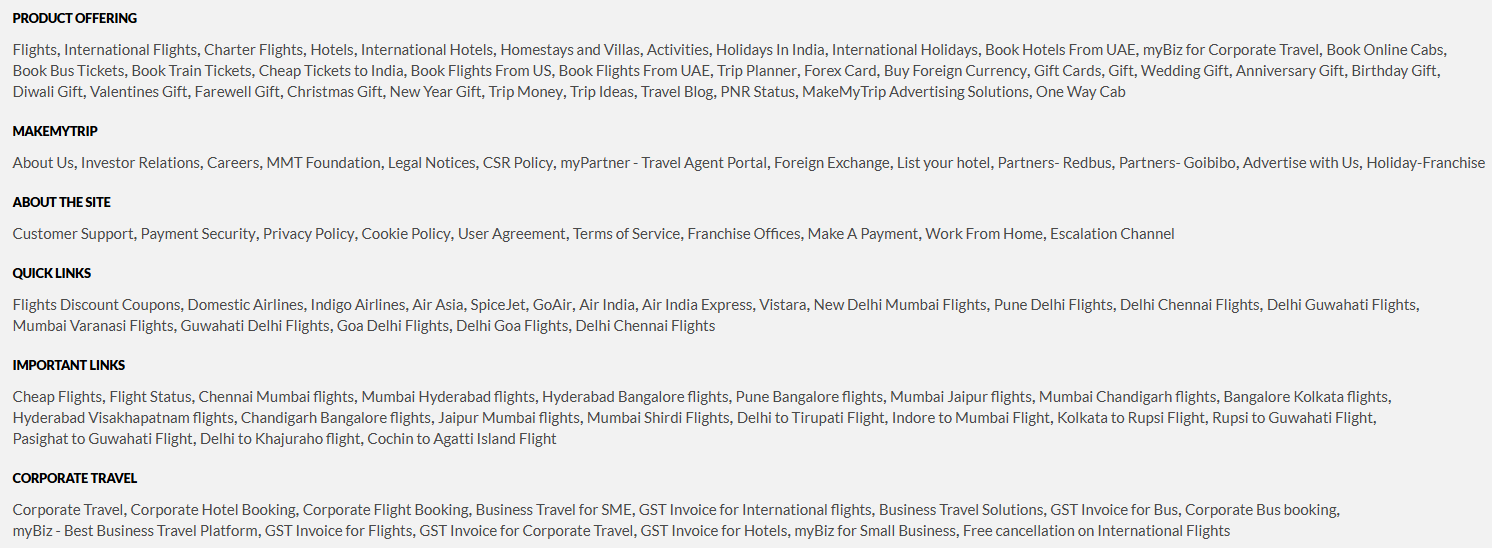 PRODUCT OFFERING
Flights, International Flights, Charter Flights, Hotels, International Hotels, Homestays and Villas, Activities, Holidays In India, International Holidays, Book Hotels From UAE, myBiz for Corporate Travel, Book Online Cabs,
Book Bus Tickets, Book Train Tickets, Cheap Tickets to India, Book Flights From US, Book Flights From UAE, Trip Planner, Forex Card, Buy Foreign Currency, Gift Cards, Gift, Wedding Gift, Anniversary Gift, Birthday Gift,
Diwali Gift, Valentines Gift, Farewell Gift, Christmas Gift, New Year Gift, Trip Money, Trip Ideas, Travel Blog, PNR Status, MakeMyTrip Advertising Solutions, One Way Cab
MAKEMYTRIP
About Us, Investor Relations, Careers, MMT Foundation, Legal Notices, CSR Policy, myPartner - Travel Agent Portal, Foreign Exchange, List your hotel, Partners- Redbus, Partners- Goibibo, Advertise with Us, Holiday-Franchise
ABOUT THE SITE
Customer Support, Payment Security, Privacy Policy, Cookie Policy, User Agreement, Terms of Service, Franchise Offices, Make A Payment, Work From Home, Escalation Channel
QUICK LINKS
Flights Discount Coupons, Domestic Airlines, Indigo Airlines, Air Asia, SpiceJet, GoAir, Air India, Air India Express, Vistara, New Delhi Mumbai Flights, Pune Delhi Flights, Delhi Chennai Flights, Delhi Guwahati Flights,
Mumbai Varanasi Flights, Guwahati Delhi Flights, Goa Delhi Flights, Delhi Goa Flights, Delhi Chennai Flights
IMPORTANT LINKS
Cheap Flights, Flight Status, Chennai Mumbai flights, Mumbai Hyderabad flights, Hyderabad Bangalore flights, Pune Bangalore flights, Mumbai Jaipur flights, Mumbai Chandigarh flights, Bangalore Kolkata flights,
Hyderabad Visakhapatnam flights, Chandigarh Bangalore flights, Jaipur Mumbai flights, Mumbai Shirdi Flights, Delhi to Tirupati Flight, Indore to Mumbai Flight, Kolkata to Rupsi Flight, Rupsi to Guwahati Flight,
Pasighat to Guwahati Flight, Delhi to Khajuraho flight, Cochin to Agatti Island Flight
CORPORATE TRAVEL
Corporate Travel, Corporate Hotel Booking, Corporate Flight Booking, Business Travel for SME, GST Invoice for International flights, Business Travel Solutions, GST Invoice for Bus, Corporate Bus booking,
myBiz - Best Business Travel Platform, GST Invoice for Flights, GST Invoice for Corporate Travel, GST Invoice for Hotels, myBiz for Small Business, Free cancellation on International Flights